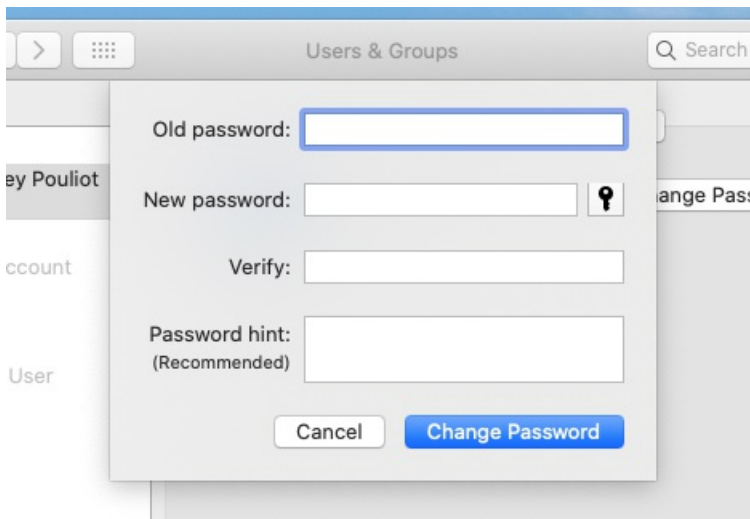 Users & Groups
Search
Old password:
ey Pouliot
New password:
ange Pass
Verify:
ccount
Password hint:
(Recommended)
User
Cancel
Change Password